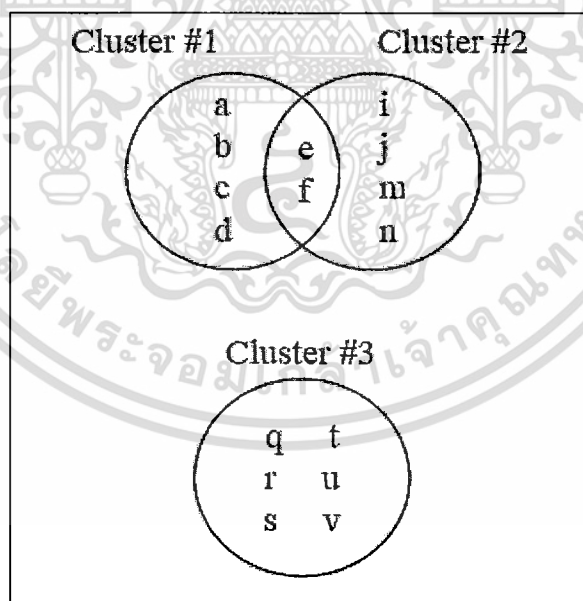 Cluster #1 Cluster #2
a i
b e j
c f m
d n
Cluster #3
q t
r u
s v